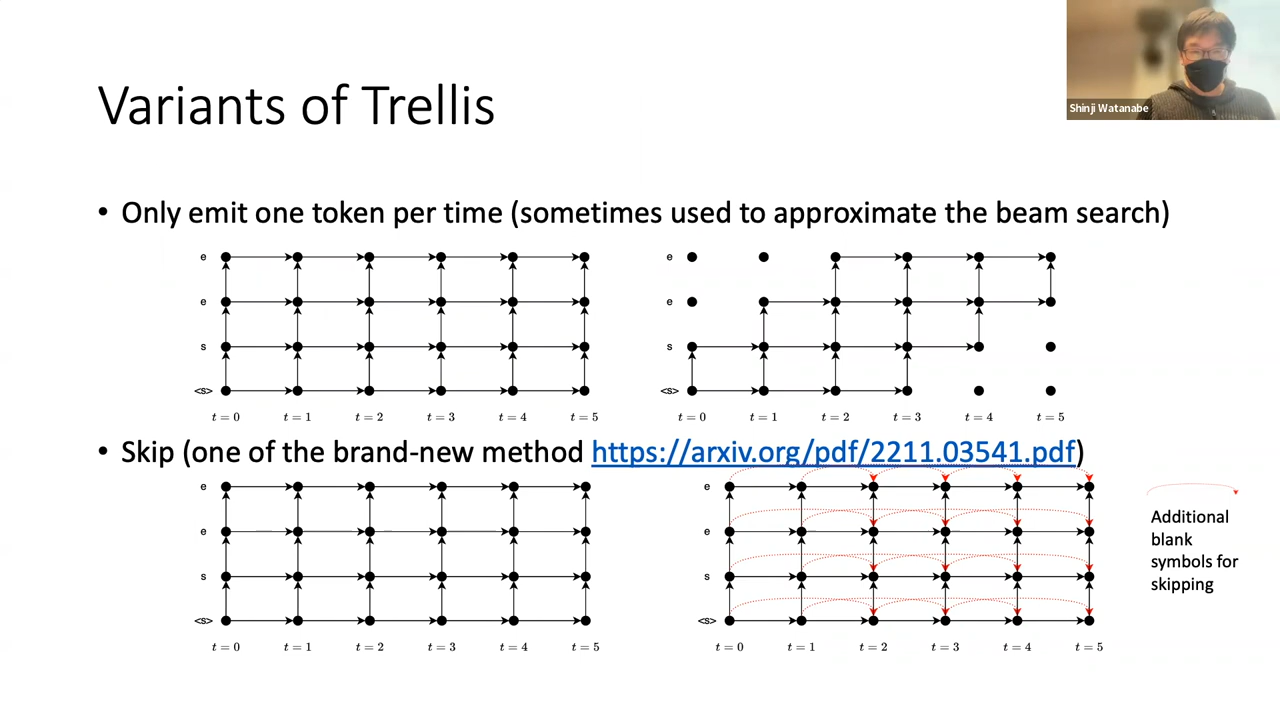 Shinji Watanabe
Variants of Trellis
• Only emit one token per time (sometimes used to approximate the beam search)
e
e
s
<s>
t = 0 t = 1 t = 2 t = 3 t = 4 t = 5
e
e
s
<s>
t = 0 t = 1 t = 2 t = 3 t = 4 t = 5
• Skip (one of the brand-new method https://arxiv.org/pdf/2211.03541.pdf)
e
e
s
<s>
t = 0 t = 1 t = 2 t = 3 t = 4 t = 5
e
e
s
<s>
t = 0 t = 1 t = 2 t = 3 t = 4 t = 5
Additional
blank
symbols for
skipping